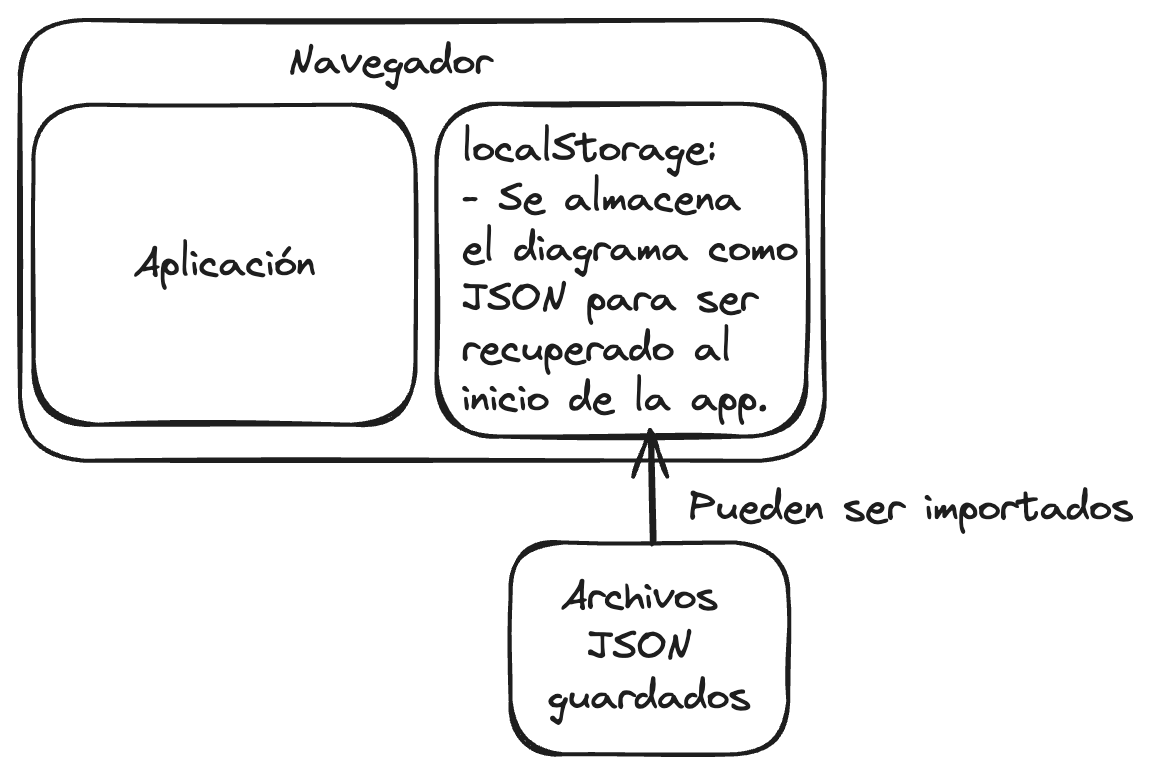 Navegador
Aplicación
localStorage:
- Se almacena
el diagrama como
JSON para ser
recuperado al
inicio de la app.
Pueden ser importados
Archivos
JSON
guardados